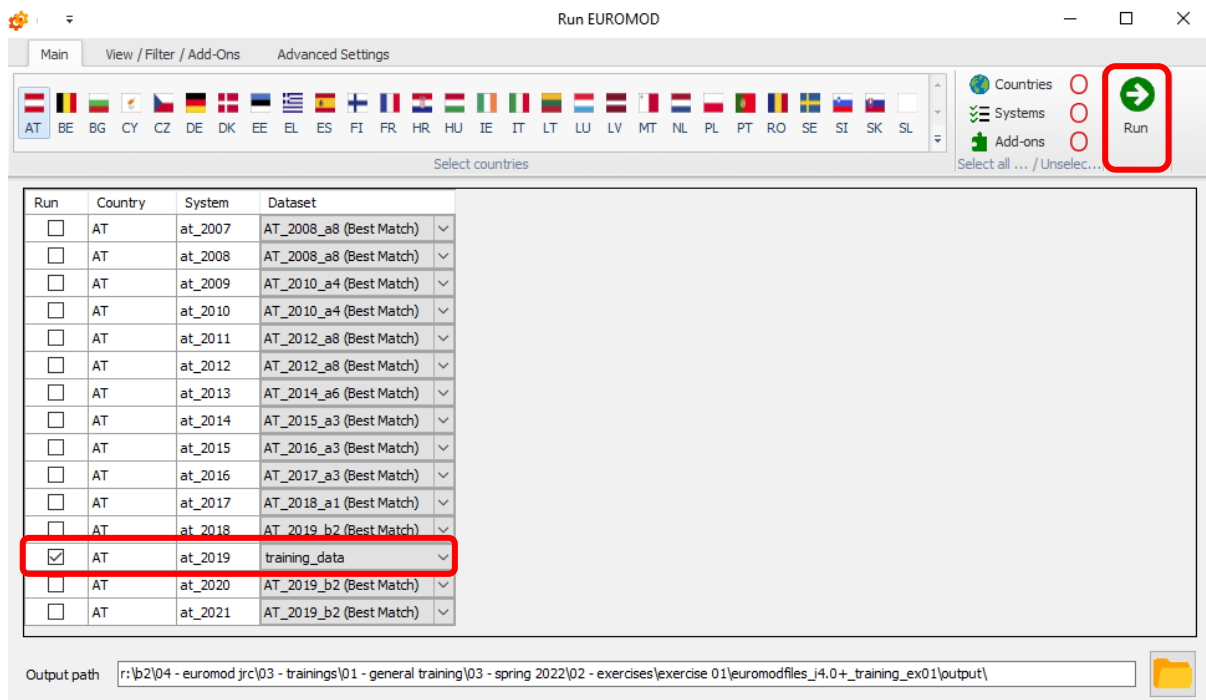 Run EUROMOD
Main View / Filter / Add-Ons Advanced Settings
AT BE BG CY CZ DE DK EE EL ES FI FR HR HU IE IT LT LU LV MT NL PL PT RO SE SI SK SL
Select countries
Countries
Systems
Add-ons
Select all ... / Unselec...
Run
Run Country System Dataset
AT at_2007 AT_2008_a8 (Best Match)
AT at_2008 AT_2008_a8 (Best Match)
AT at_2009 AT_2010_a4 (Best Match)
AT at_2010 AT_2010_a4 (Best Match)
AT at_2011 AT_2012_a8 (Best Match)
AT at_2012 AT_2012_a8 (Best Match)
AT at_2013 AT_2014_a6 (Best Match)
AT at_2014 AT_2015_a3 (Best Match)
AT at_2015 AT_2016_a3 (Best Match)
AT at_2016 AT_2017_a3 (Best Match)
AT at_2017 AT_2018_a1 (Best Match)
AT at_2018 AT_2019_b2 (Best Match)
AT at_2019 training_data
AT at_2020 AT_2019_b2 (Best Match)
AT at_2021 AT_2019_b2 (Best Match)
Output path r:\b2\04 - euromod jrc\03 - trainings\01 - general training\03 - spring 2022\02 - exercises\exercise 01\euromodfiles_i4.0+_training_ex01\output\